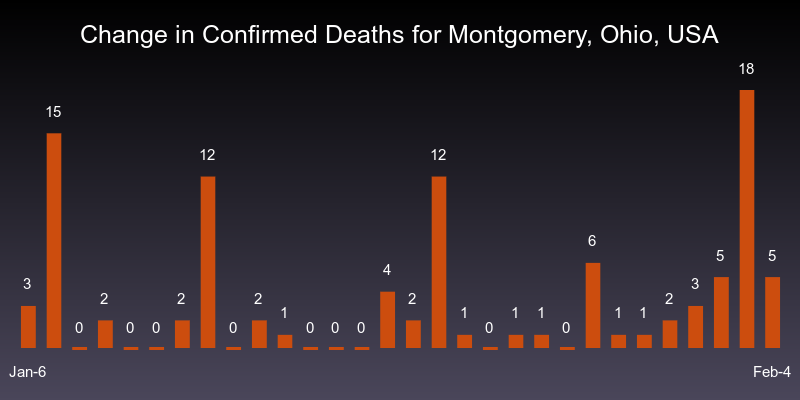 Change in Confirmed Deaths for Montgomery, Ohio, USA
3 15 0 2 0 0 2 12 0 2 1 0 0 0 4 2 12 1 0 1 1 0 6 1 1 2 3 5 18 5
Jan-6 Feb-4